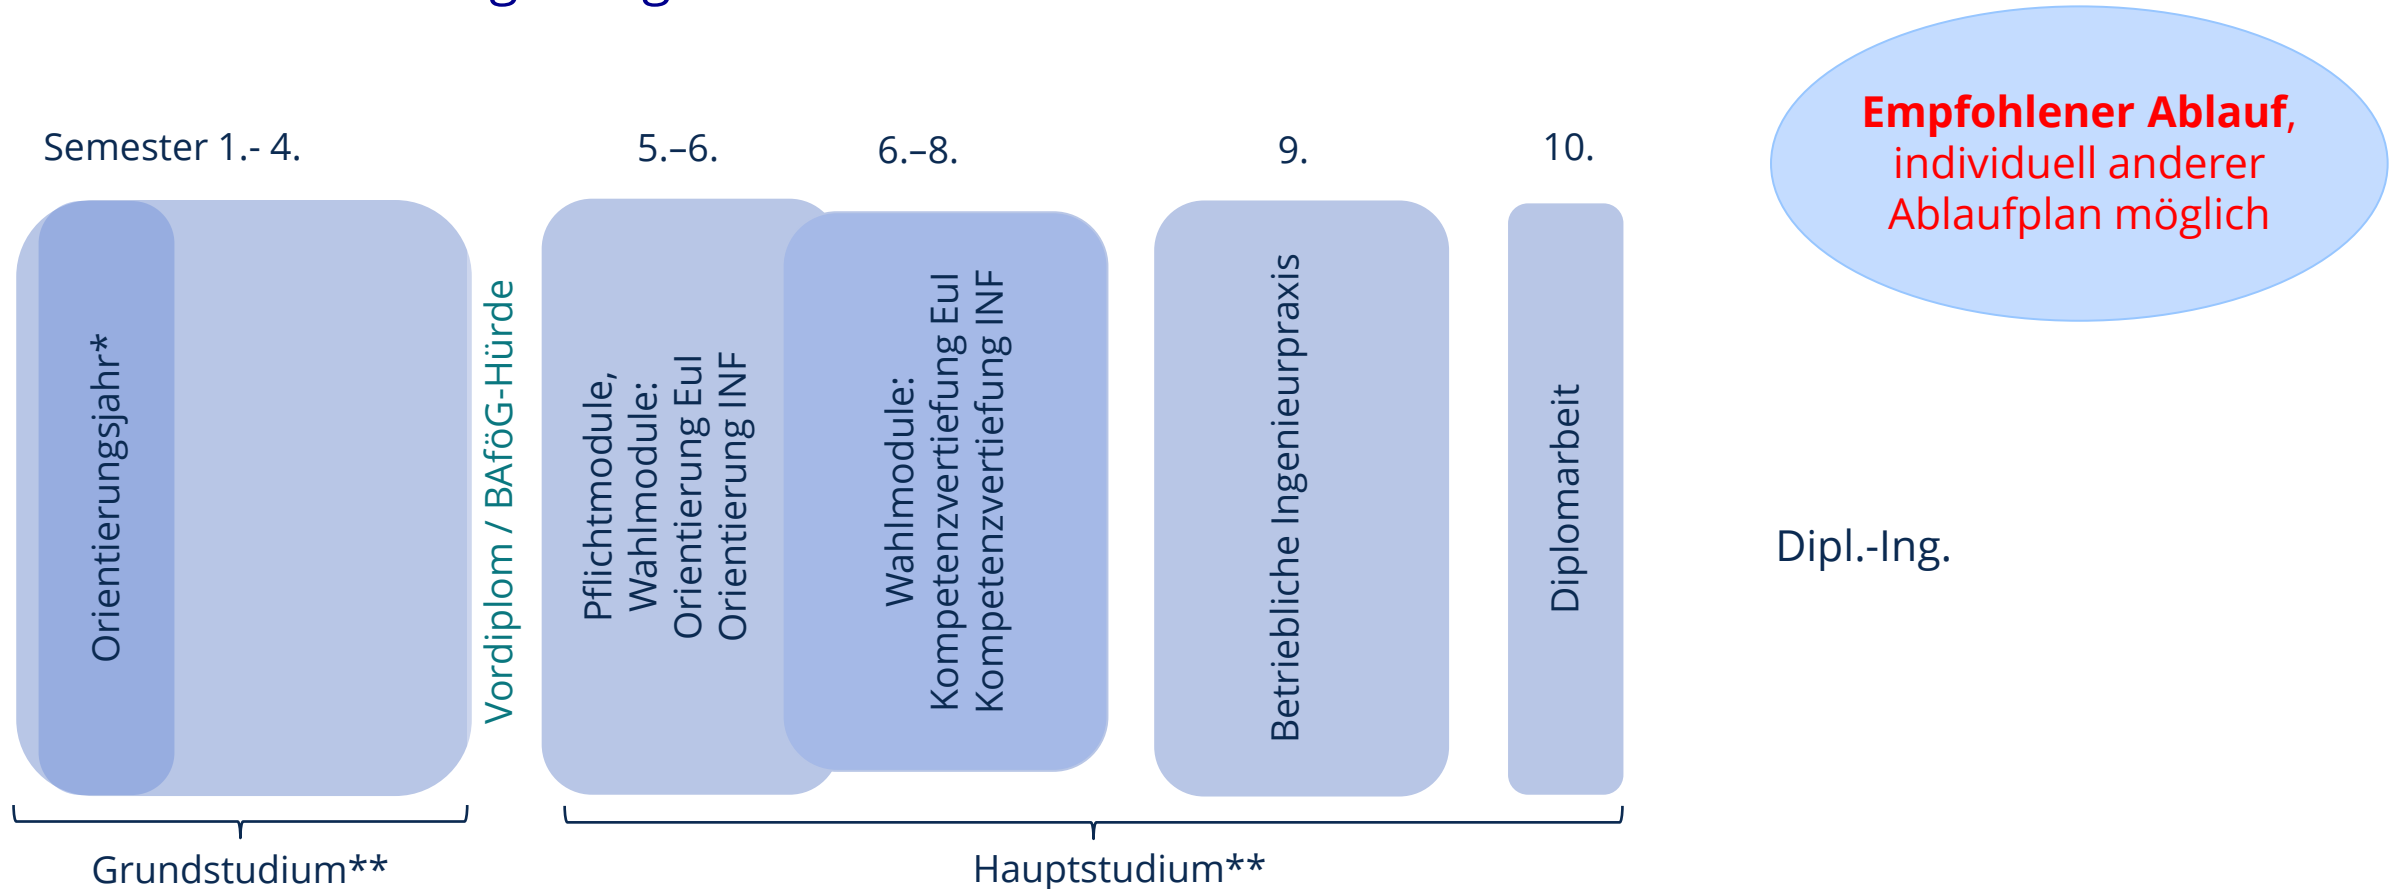 Semester 1.- 4.
5.–6.
6.–8.
9.
10.
Empfohlener Ablauf,
individuell anderer
Ablaufplan möglich
Orientierungsjahr*
Vordiplom / BAföG-Hürde
Pflichtmodule,
Wahlmodule:
Orientierung EuI
Orientierung INF
Wahlmodule:
Kompetenzvertiefung EuI
Kompetenzvertiefung INF
Betriebliche Ingenieurpraxis
Diplomarbeit
Dipl.-Ing.
Grundstudium**
Hauptstudium**